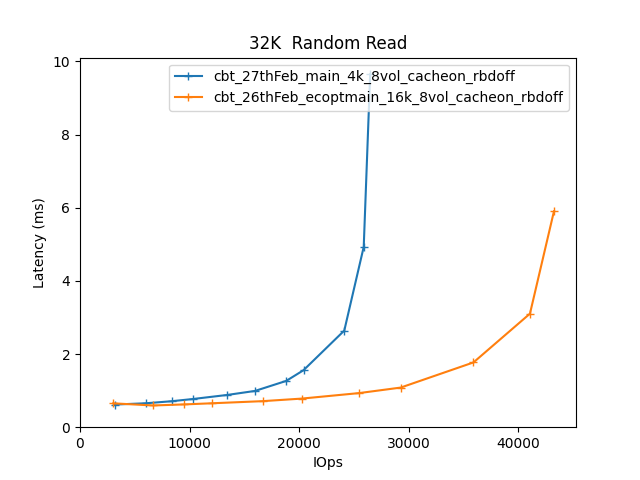 32K  Random Read
cbt_27thFeb_main_4k_8vol_cacheon_rbdoff
cbt_26thFeb_ecoptmain_16k_8vol_cacheon_rbdoff
10
8
6
4
2
0
Latency (ms)
0 10000 20000 30000 40000
IOps